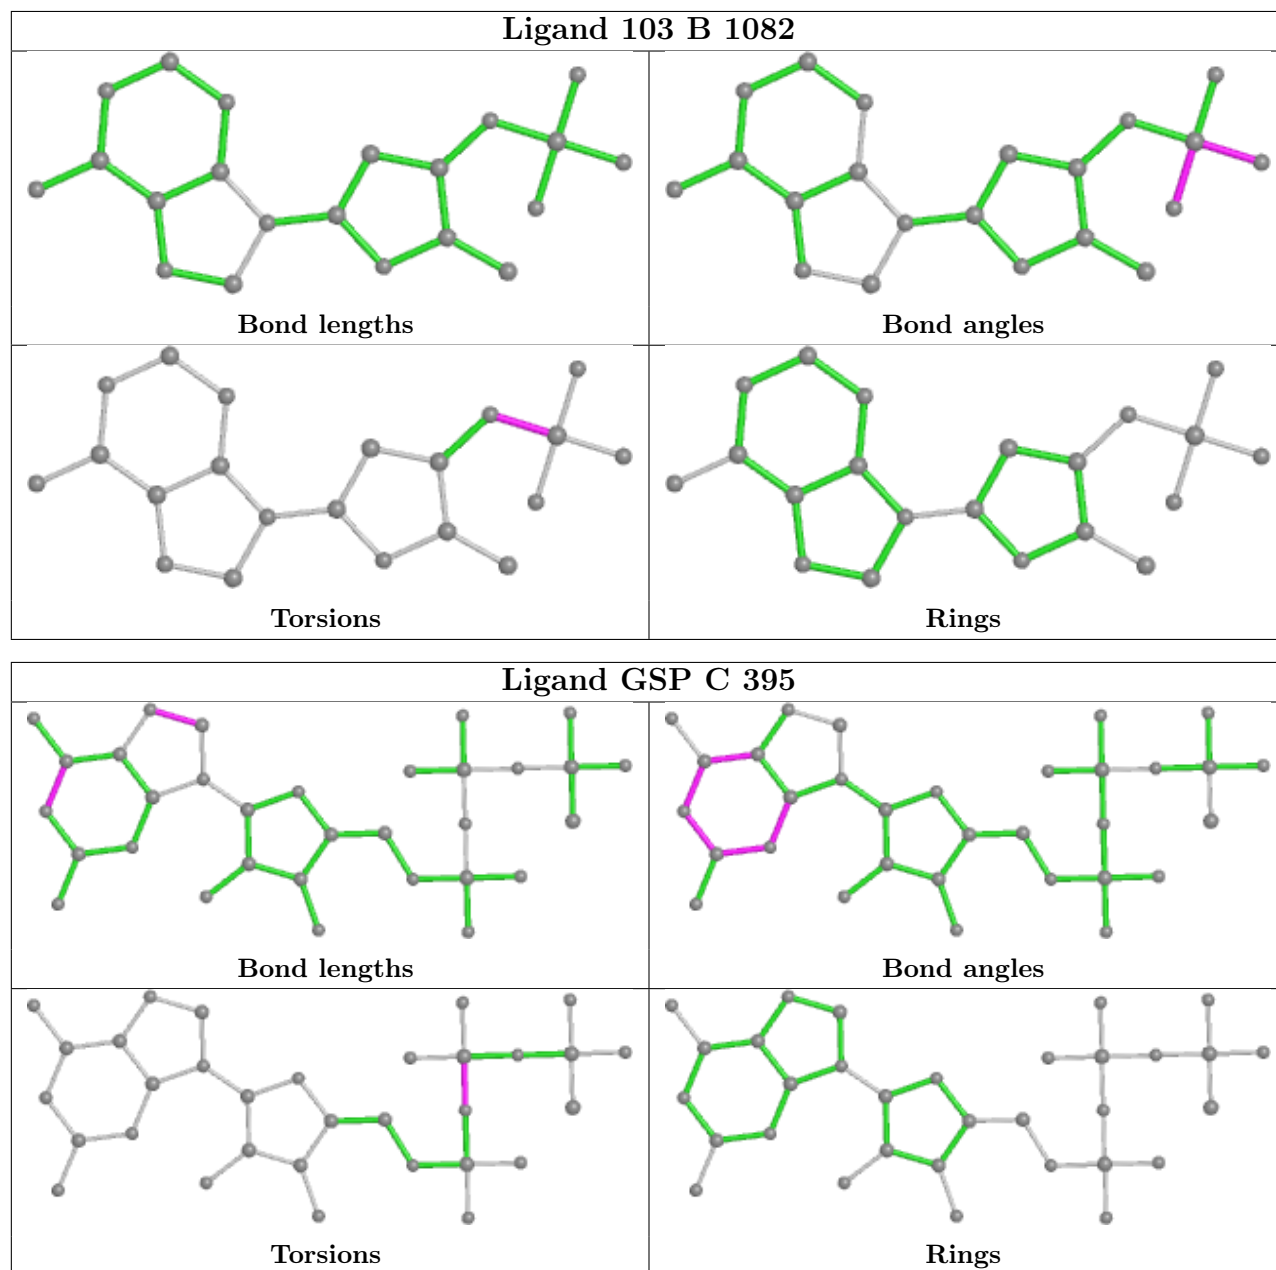 Ligand 103 B 1082
Bond lengths
Bond angles
Torsions
Rings
Ligand GSP C 395
Bond lengths
Bond angles
Torsions
Rings